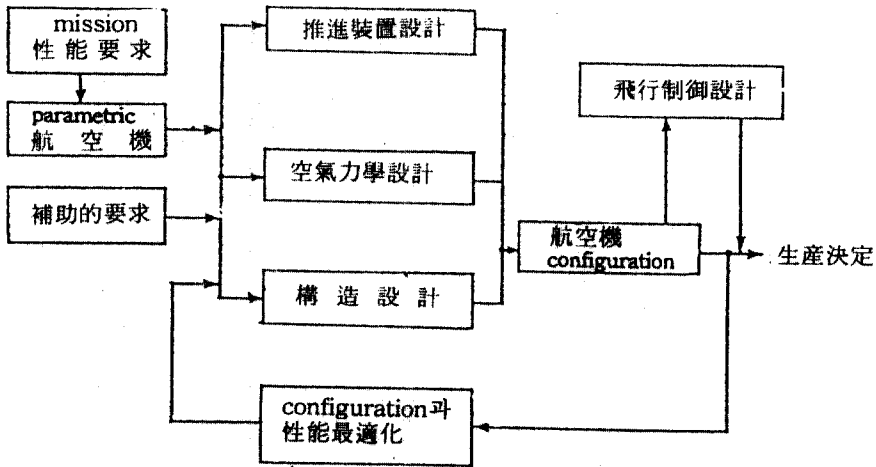 mission
性能要求
parametric
航空機
補助的要求
推進裝置設計
空氣力學設計
構造設計
航空機
configuration
飛行制御設計
生産決定
configuration과
性能最適化